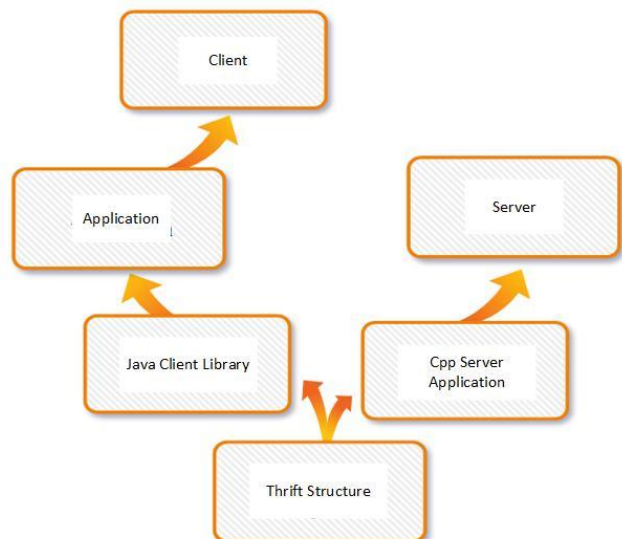 Client
Application
Server
Java Client Library
Cpp Server
Application
Thrift Structure